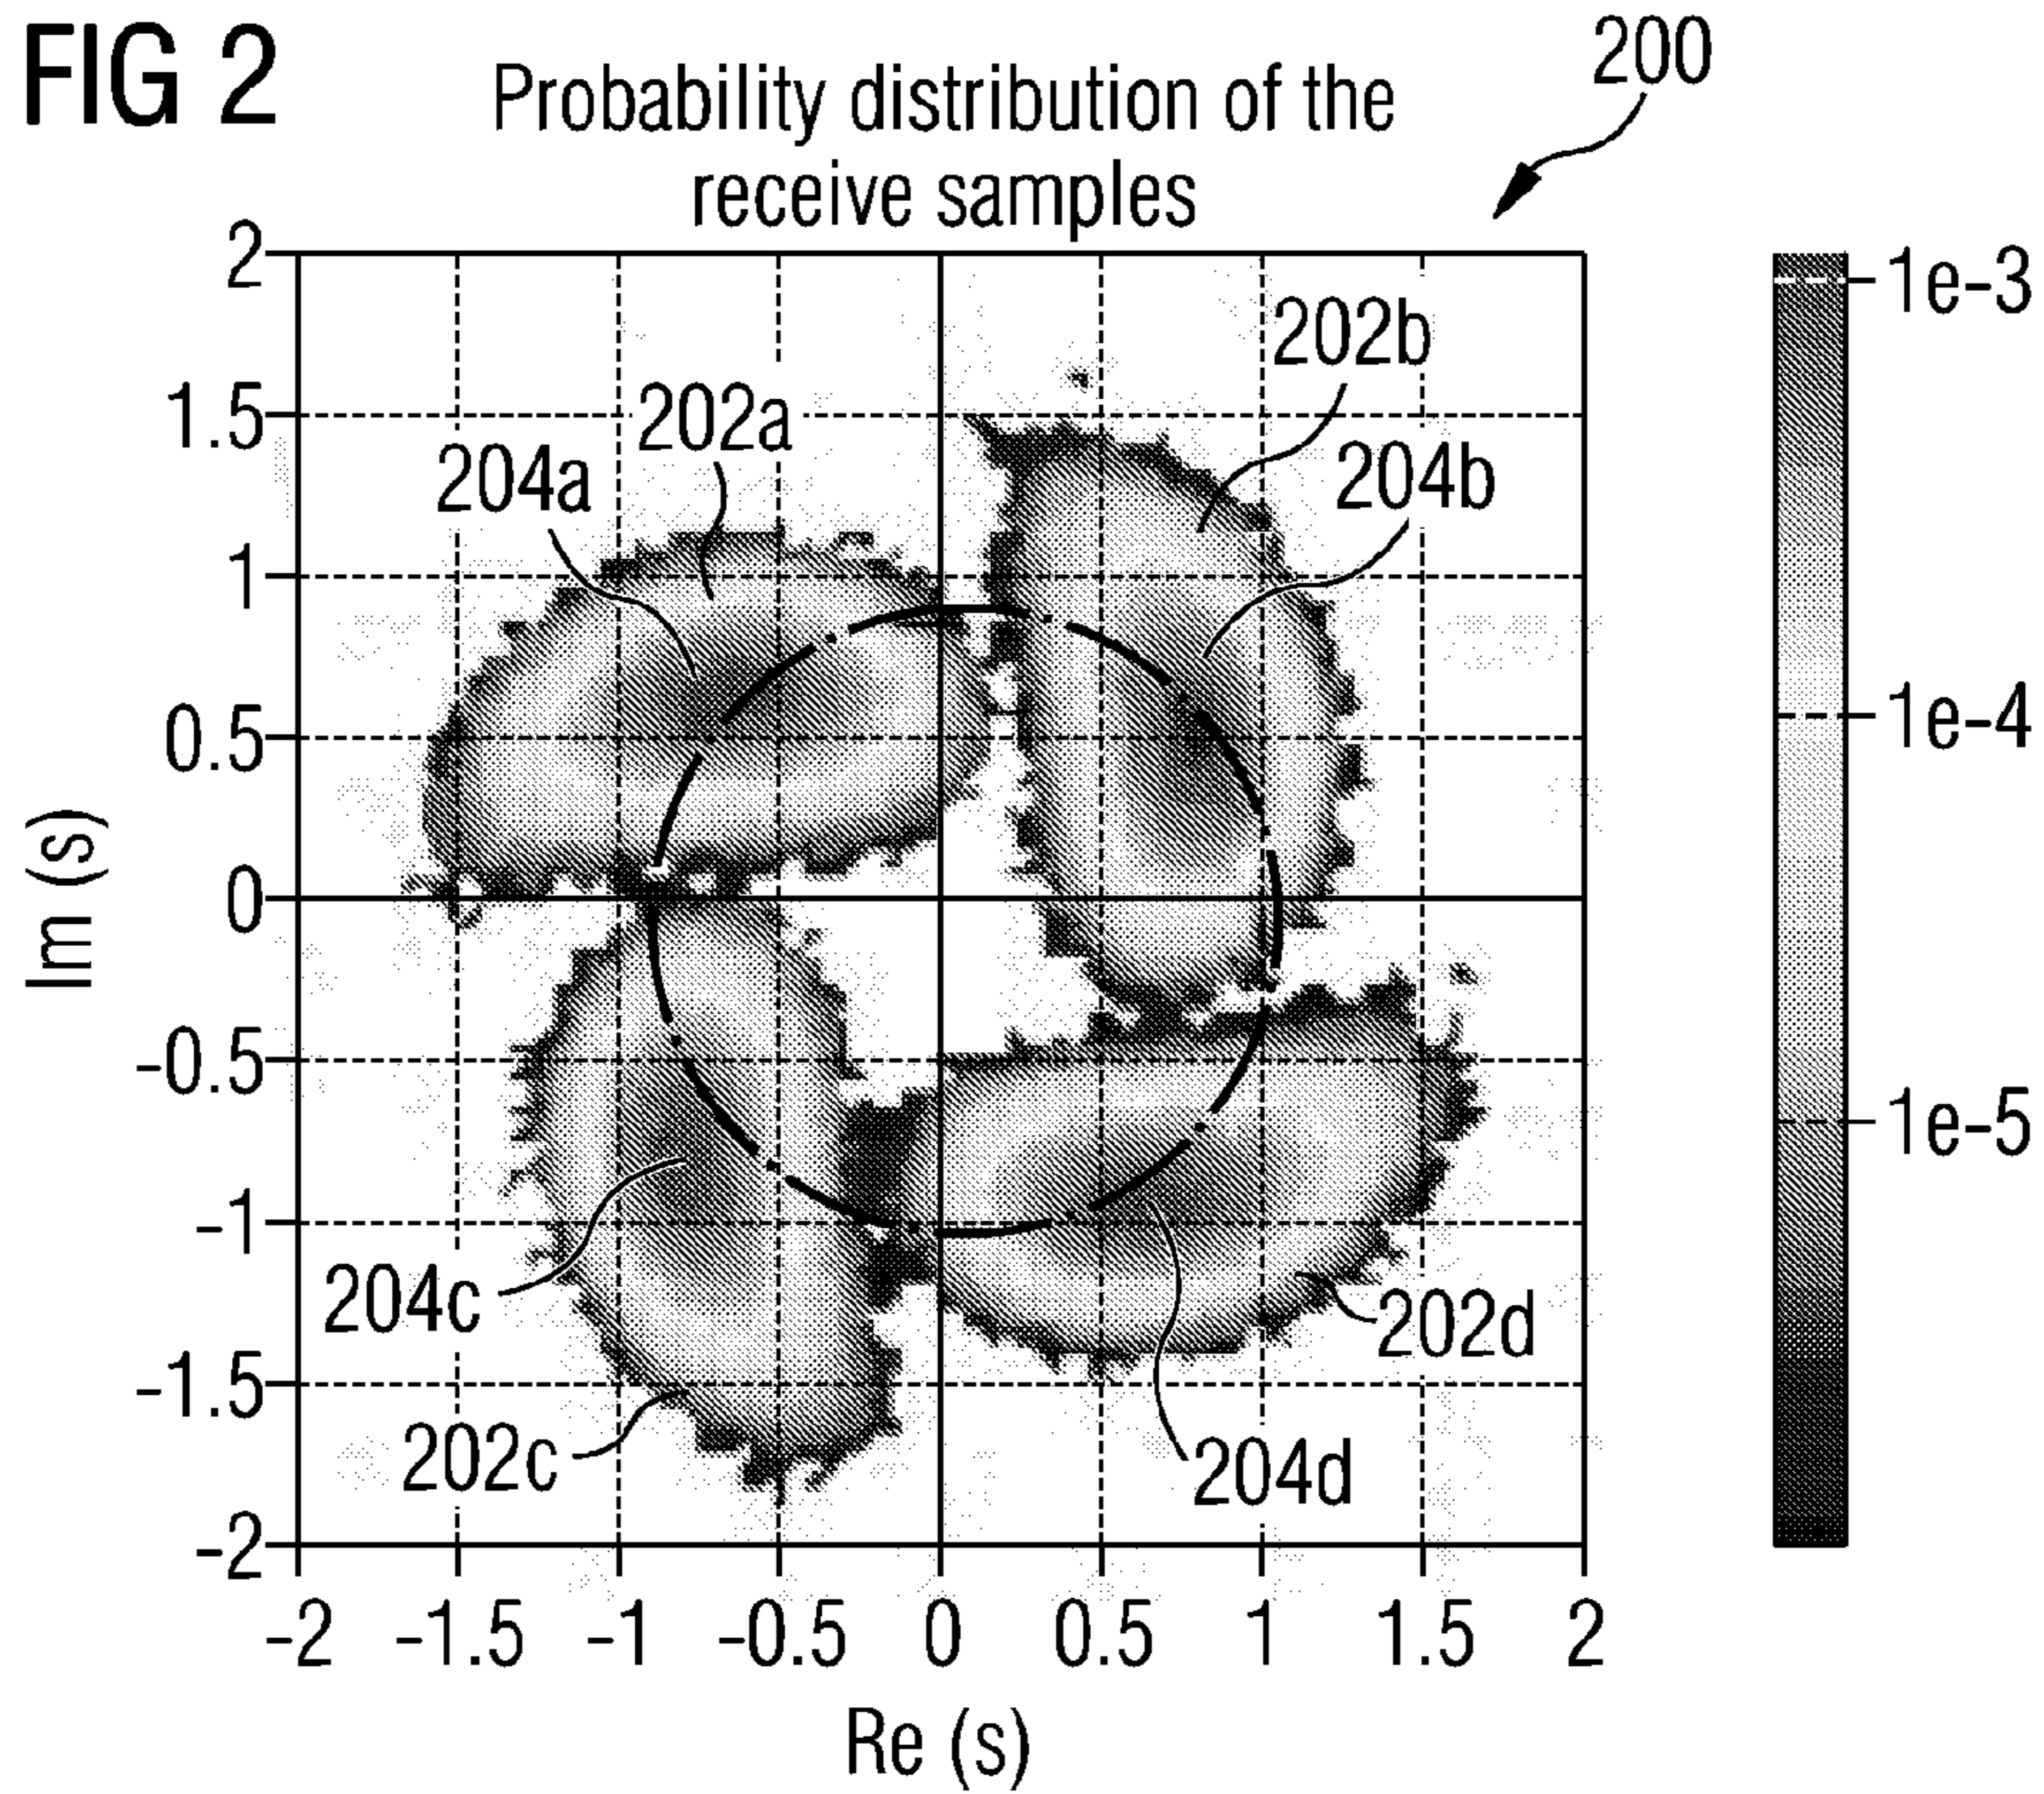 FIG 2
200
Probability distribution of the
receive samples
2
1.5
1
0.5
0
-0.5
-1
-1.5
-2
Im (s)
202a
204a
202b
204b
204c
202c
202d
204d
1e-3
1e-4
1e-5
-2 -1.5 -1 -0.5 0 0.5 1 1.5 2
Re (s)